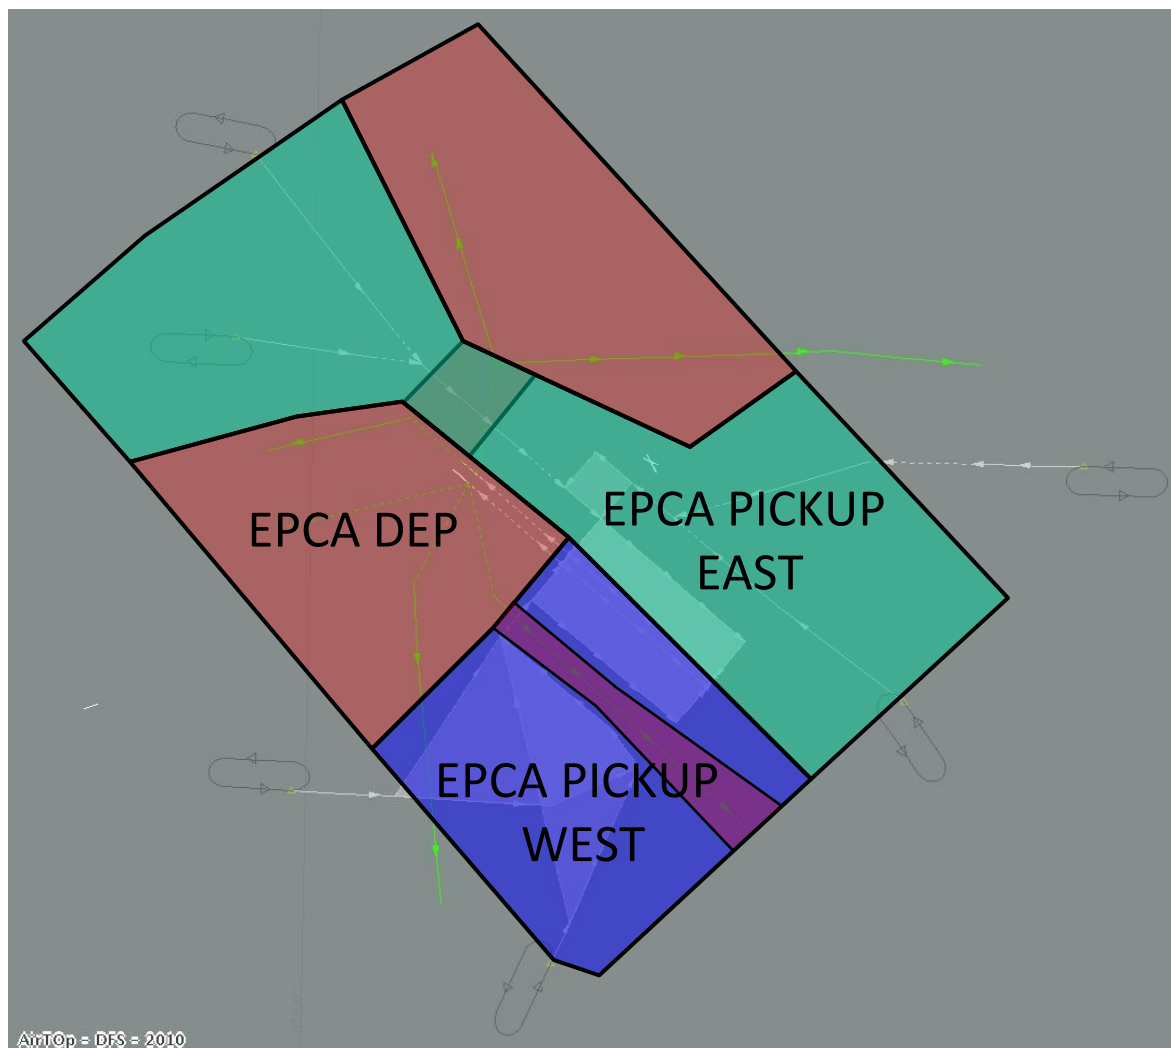 EPCA DEP
EPCA PICKUP
EAST
EPCA PICKUP
WEST
AirTOp - DFS - 2010